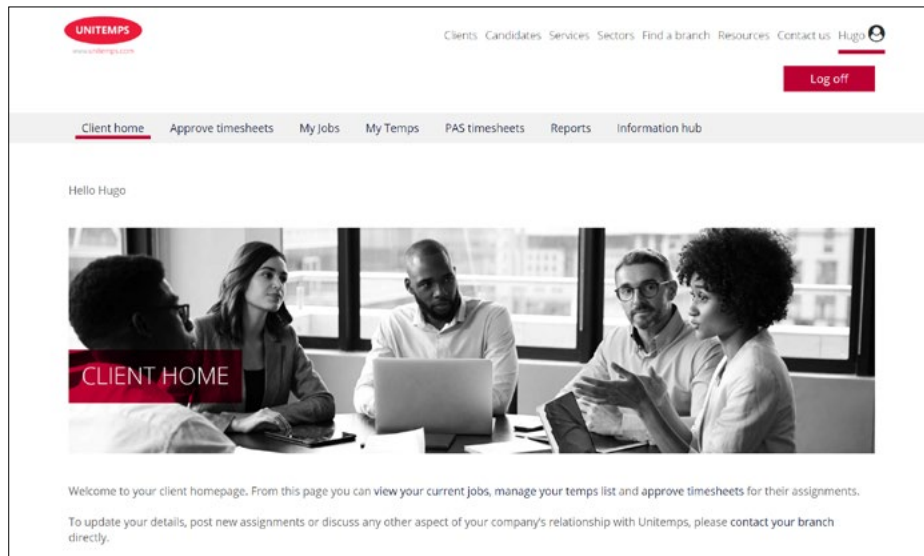 UNITEMPS
www.unitemps.com
Clients Candidates Services Sectors Find a branch Resources Contact us Hugo
Log off
Client home Approve timesheets My Jobs My Temps PAS timesheets Reports Information hub
Hello Hugo
CLIENT HOME
Welcome to your client homepage. From this page you can view your current jobs, manage your temps list and approve timesheets for their assignments.
To update your details, post new assignments or discuss any other aspect of your company's relationship with Unitemps, please contact your branch
directly.